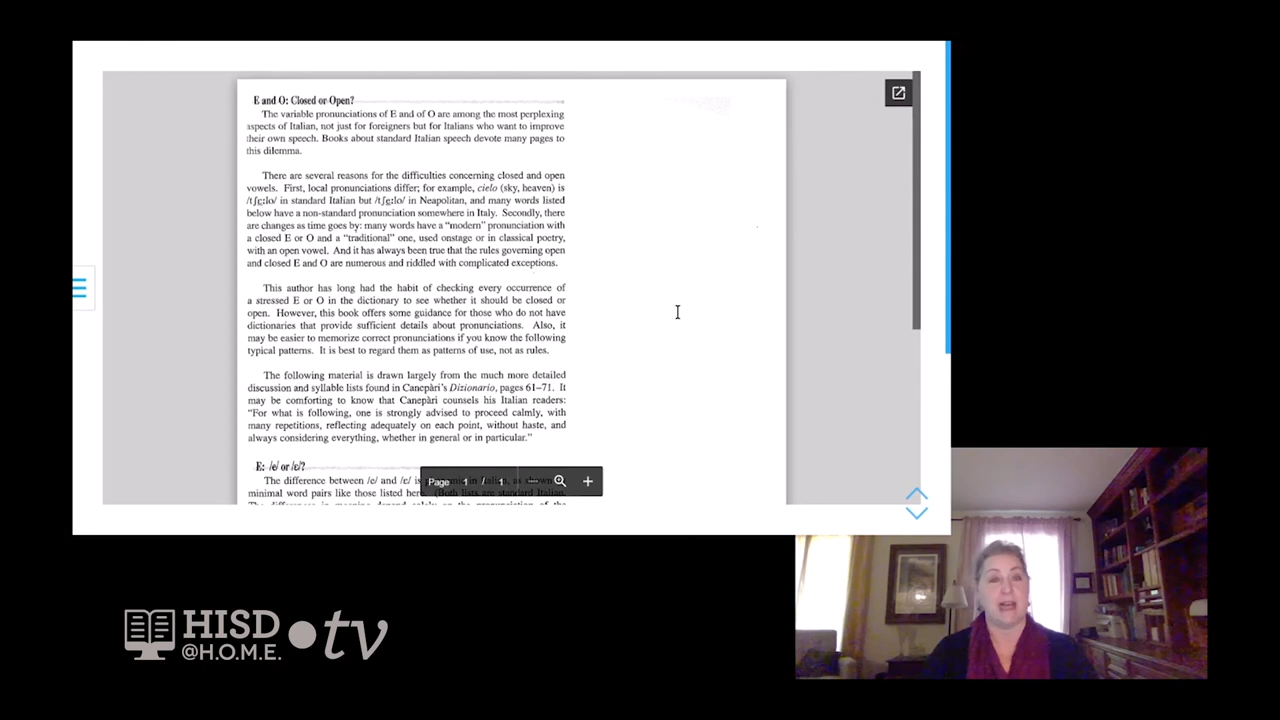 E and O: Closed or Open?
The variable pronunciations of E and of O are among the most perplexing
aspects of Italian, not just for foreigners but for Italians who want to improve
their own speech. Books about standard Italian speech devote many pages to
this dilemma.
There are several reasons for the difficulties concerning closed and open
vowels. First, local pronunciations differ; for example, cielo (sky, heaven) is
in standard Italian but in Neapolitan, and many words listed
below have a non-standard pronunciation somewhere in Italy. Secondly, there
are changes as time goes by: many words have a “modern” pronunciation with
a closed E or O and a “traditional” one, used onstage or in classical poetry,
with an open vowel. And it has always been true that the rules governing open
and closed E and O are numerous and riddled with complicated exceptions.
This author has long had the habit of checking every occurrence of
a stressed E or O in the dictionary to see whether it should be closed or
open. However, this book offers some guidance for those who do not have
dictionaries that provide sufficient details about pronunciations. Also, it
may be easier to memorize correct pronunciations if you know the following
typical patterns. It is best to regard them as patterns of use, not as rules.
The following material is drawn largely from the much more detailed
discussion and syllable lists found in Canepàri's Dizionario, pages 61–71. It
may be comforting to know that Canepàri counsels his Italian readers:
“For what is following, one is strongly advised to proceed calmly, with
many repetitions, reflecting adequately on each point, without haste, and
always considering everything, whether in general or in particular.”
E: /e/ or /ɛ/?
The difference between /e/ and /ɛ/ is in Italian, as shown
minimal word pairs like those listed here. (Both lists are standard Italian.
Page 1 / 1
HISD
@H.O.M.E.
tv